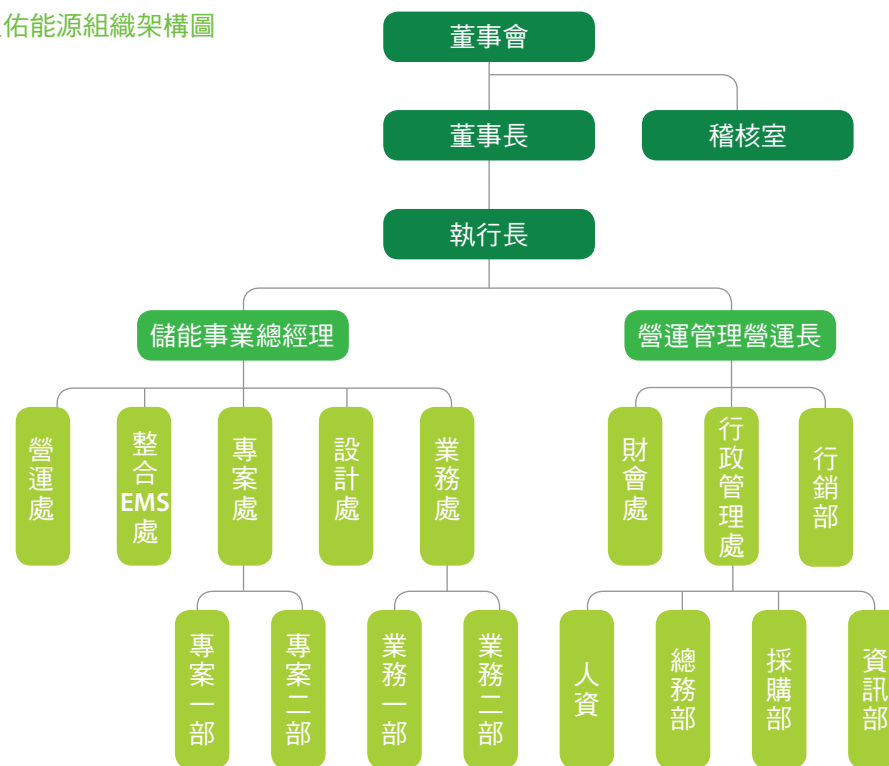 佑能源組織架構圖
董事會
董事長
稽核室
執行長
儲能事業總經理
營運管理營運長
營運處
整合EMS處
專案處
設計處
業務處
財會處
行政管理處
行銷部
專案一部
專案二部
業務一部
業務二部
人資
總務部
採購部
資訊部